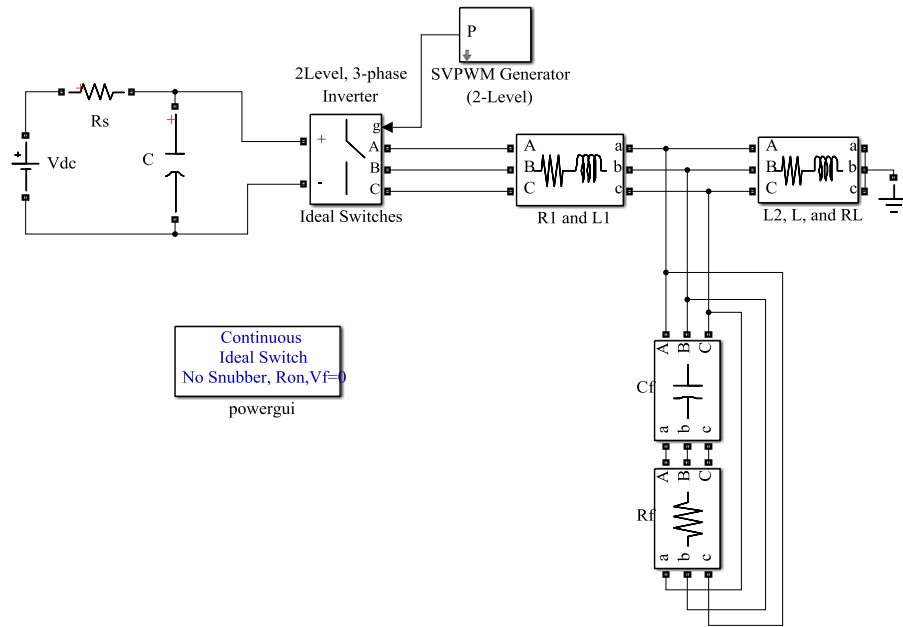 P
SVPWM Generator
(2-Level)
2Level, 3-phase
Inverter
g
+
-
A
B
C
Ideal Switches
Rs
+
Vdc
+
C
A
B
C
a
b
c
R1 and L1
A
B
C
a
b
c
L2, L, and RL
Continuous
Ideal Switch
No Snubber, Ron,Vf=0
powergui
A
B
C
Cf
a
b
c
A
B
C
Rf
a
b
c